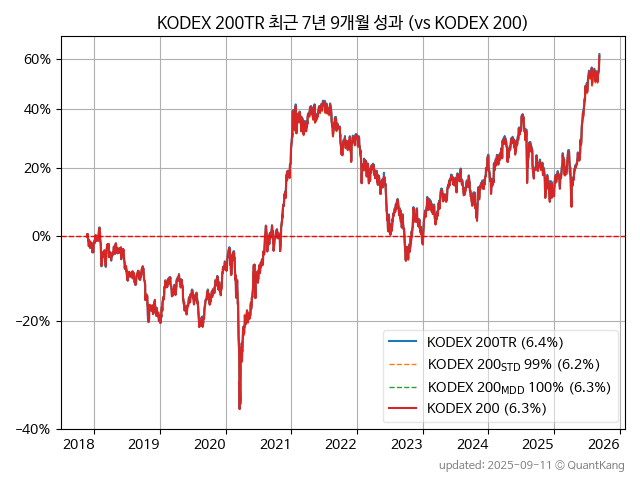 KODEX 200TR 최근 7년 9개월 성과 (vs KODEX 200)
60%
40%
20%
0%
−20%
−40%
KODEX 200TR (6.4%)
KODEX 200STD 99% (6.2%)
KODEX 200MDD 100% (6.3%)
KODEX 200 (6.3%)
2018 2019 2020 2021 2022 2023 2024 2025 2026
updated: 2025-09-11 © QuantKang